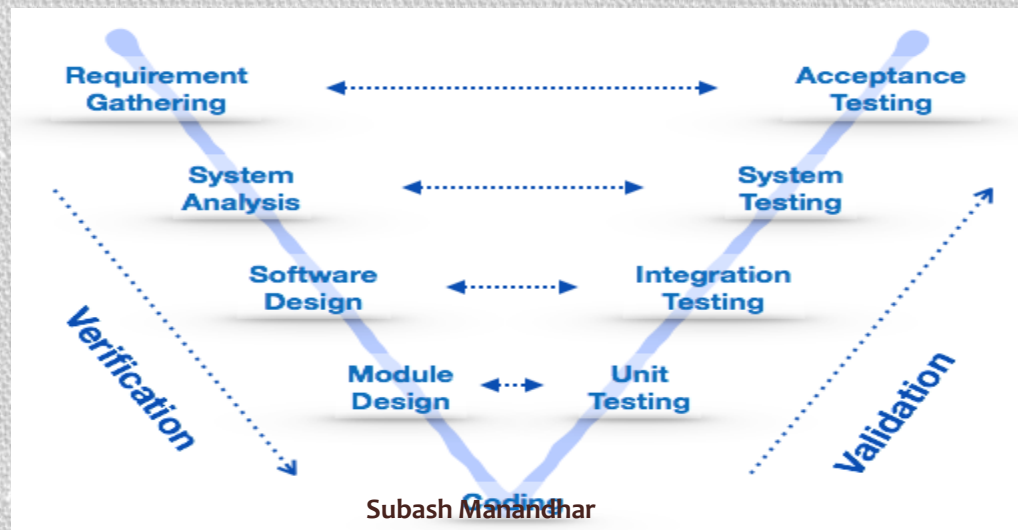 Requirement
Gathering
Acceptance
Testing
System
Analysis
System
Testing
Software
Design
Integration
Testing
Module
Design
Unit
Testing
Verification
Validation
Coding
Subash Manandhar